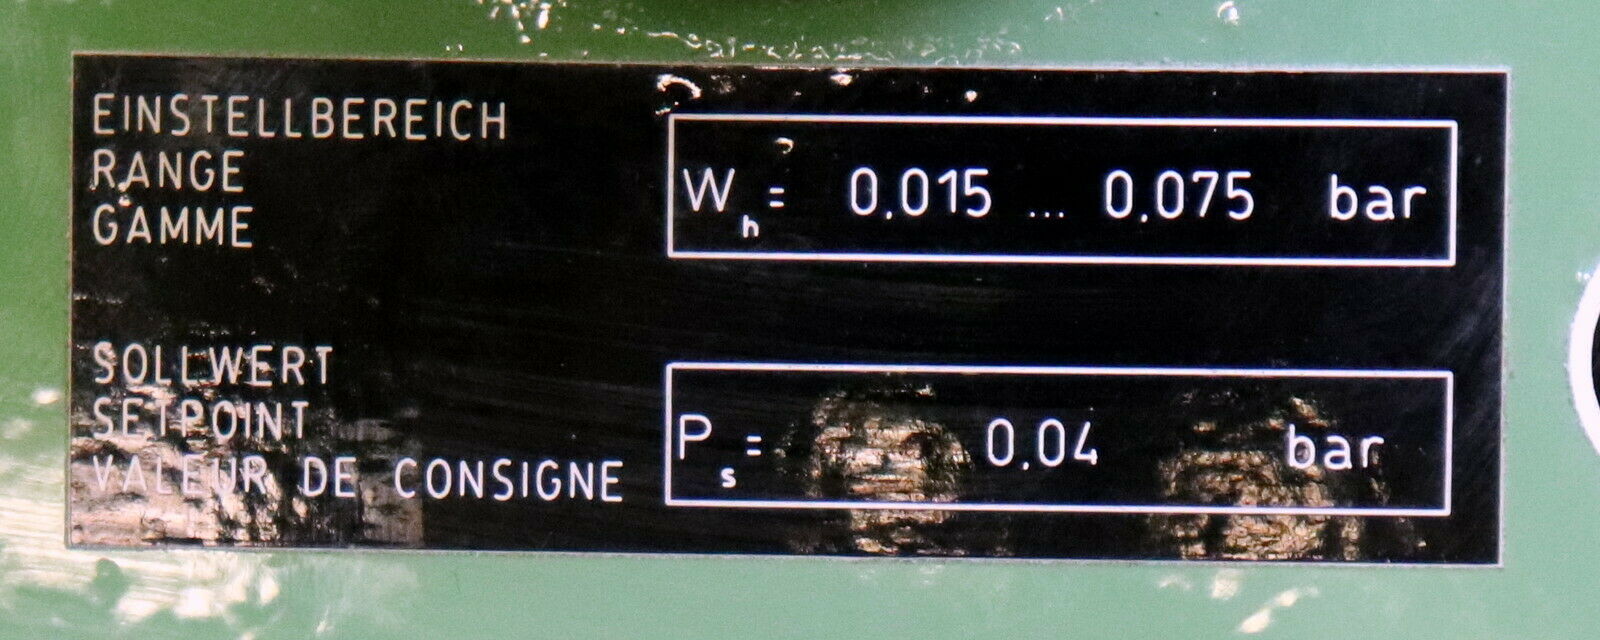 EINSTELLBEREICH
RANGE
GAMME
Wh= 0.015 ... 0.075 bar
SOLLWERT
SETPOINT
VALEUR DE CONSIGNE
Ps= 0.04 bar